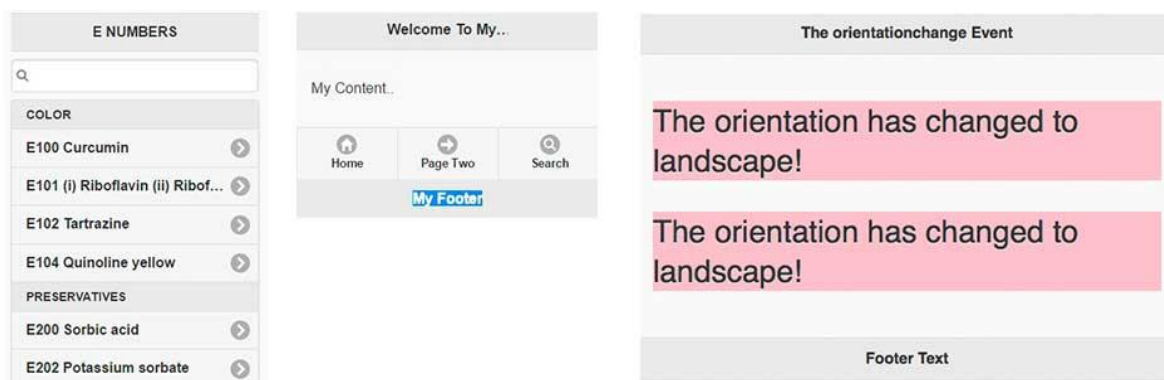 E NUMBERS
COLOR
E100 Curcumin
E101 (i) Riboflavin (ii) Ribof...
E102 Tartrazine
E104 Quinoline yellow
PRESERVATIVES
E200 Sorbic acid
E202 Potassium sorbate
Welcome To My...
My Content..
Home
Page Two
Search
My Footer
The orientationchange Event
The orientation has changed to
landscape!
The orientation has changed to
landscape!
Footer Text